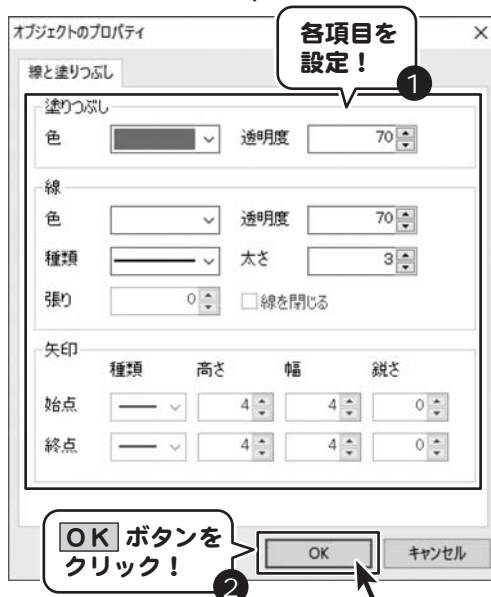 オブジェクトのプロパティ
×
各項目を
設定！
1
線と塗りつぶし
塗りつぶし
色 透明度 70
線
色 透明度 70
種類 太さ 3
張り 0 線を閉じる
矢印
種類 高さ 幅 鋭さ
始点 4 4 0
終点 4 4 0
OK ボタンを
クリック！
2
OK キャンセル